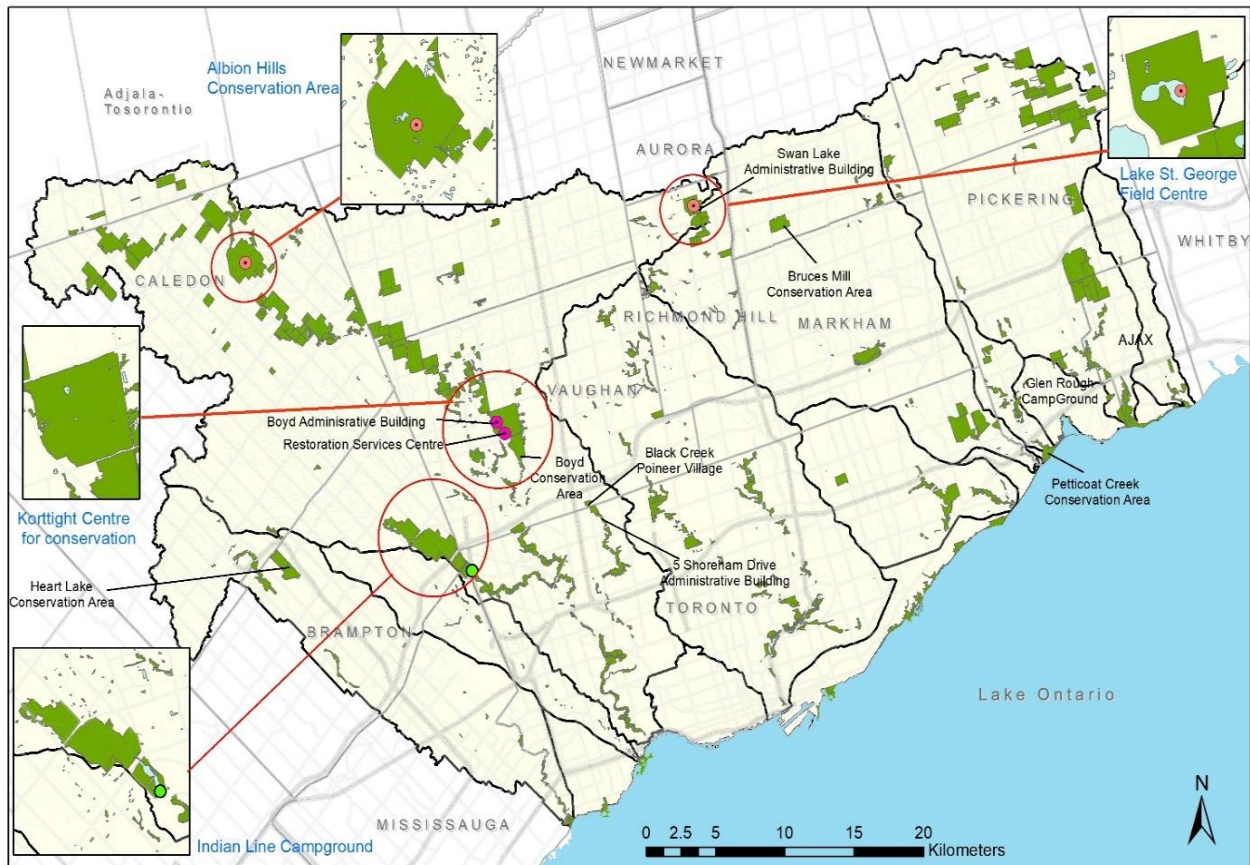 Albion Hills
Conservation Area
Adjala-
Tosorontio
NEWMARKET
AURORA
Swan Lake
Administrative Building
Lake St. George
Field Centre
PICKERING
WHITBY
CALEDON
Bruces Mill
Conservation Area
RICHMOND HILL
MARKHAM
AJAX
VAUGHAN
Glen Rough
CampGround
Boyd Adminisrative Building
Restoration Services Centre
Boyd
Conservation
Area
Black Creek
Poineer Village
Petticoat Creek
Conservation Area
Korttight Centre
for conservation
Heart Lake
Conservation Area
5 Shoreham Drive
Administrative Building
TORONTO
BRAMPTON
Lake Ontario
MISSISSAUGA
Indian Line Campground
N
0 2.5 5 10 15 20
Kilometers